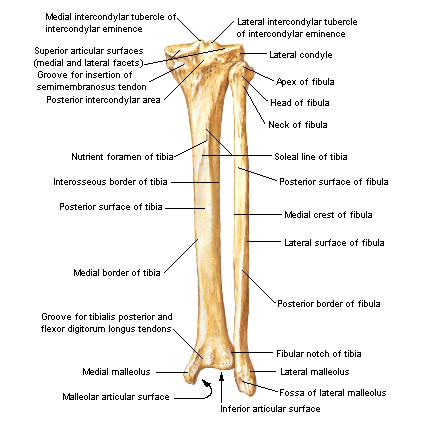 Medial intercondylar tubercle of
intercondylar eminence
Lateral intercondylar tubercle
of intercondylar eminence
Superior articular surfaces
(medial and lateral facets)
Lateral condyle
Groove for insertion of
semimembranosus tendon
Apex of fibula
Posterior intercondylar area
Head of fibula
Neck of fibula
Nutrient foramen of tibia
Soleal line of tibia
Interosseous border of tibia
Posterior surface of fibula
Posterior surface of tibia
Medial crest of fibula
Lateral surface of fibula
Medial border of tibia
Posterior border of fibula
Groove for tibialis posterior and
flexor digitorum longus tendons
Fibular notch of tibia
Medial malleolus
Lateral malleolus
Malleolar articular surface
Fossa of lateral malleolus
Inferior articular surface